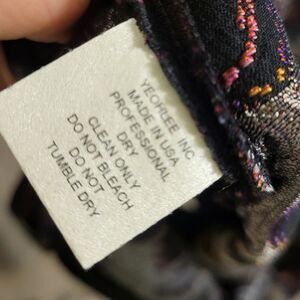 YEOHLEE INC
MADE IN USA
PROFESSIONAL
DRY
CLEAN ONLY
DO NOT BLEACH
DO NOT
TUMBLE DRY